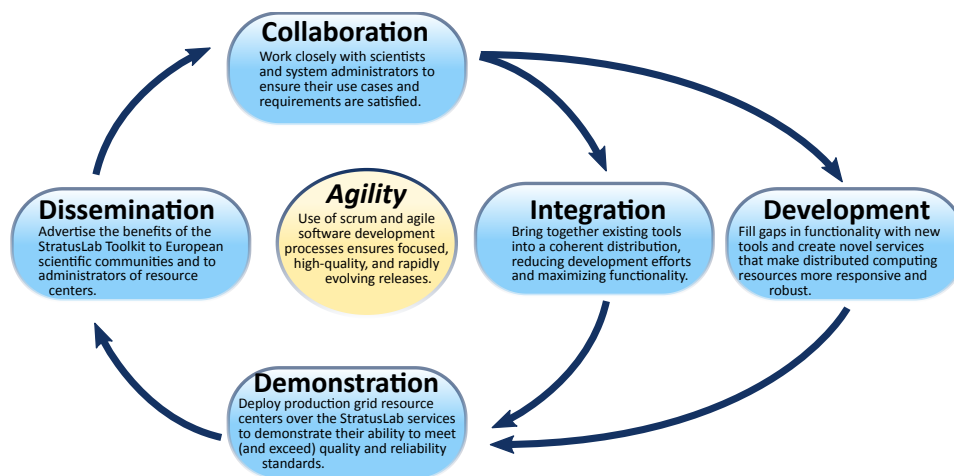 Collaboration
Work closely with scientists
and system administrators to
ensure their use cases and
requirements are satisfied.
Dissemination
Advertise the benefits of the
StratusLab Toolkit to European
scientific communities and to
administrators of resource
centers.
Agility
Use of scrum and agile
software development
processes ensures focused,
high-quality, and rapidly
evolving releases.
Integration
Bring together existing tools
into a coherent distribution,
reducing development efforts
and maximizing functionality.
Development
Fill gaps in functionality with new
tools and create novel services
that make distributed computing
resources more responsive and
robust.
Demonstration
Deploy production grid resource
centers over the StratusLab services
to demonstrate their ability to meet
(and exceed) quality and reliability
standards.